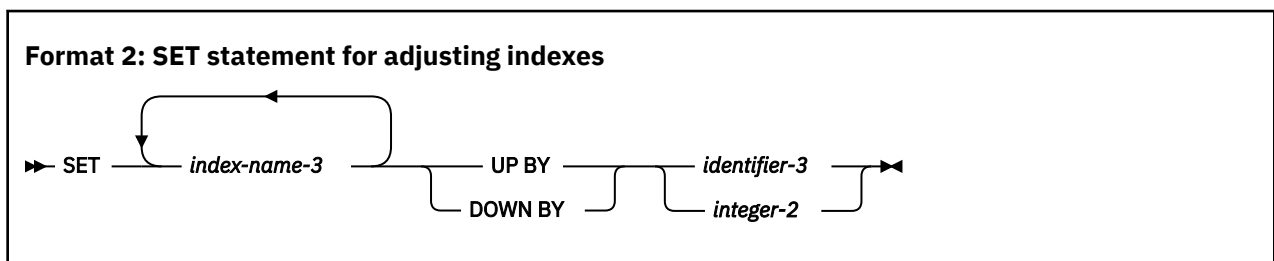 Format 2: SET statement for adjusting indexes
SET index-name-3 UP BY identifier-3
DOWN BY integer-2